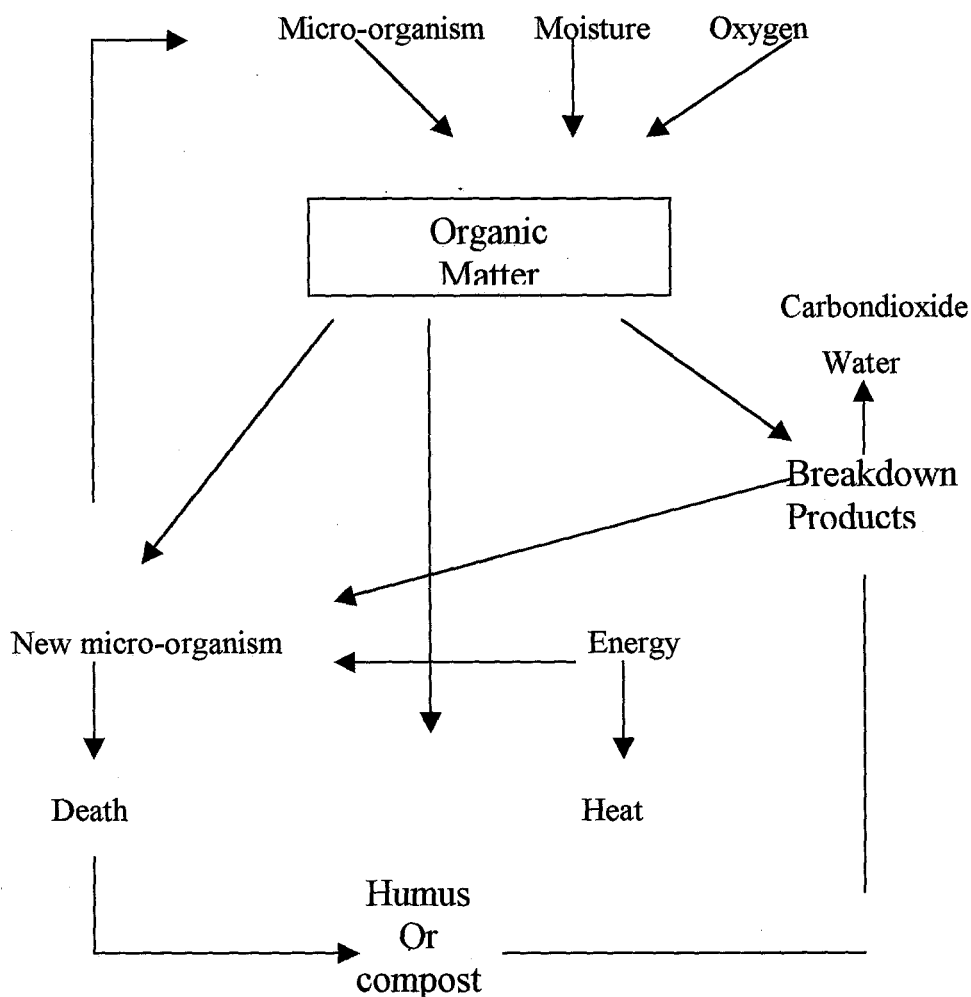 Micro-organism Moisture Oxygen
Organic
Matter
Carbondioxide
Water
Breakdown
Products
New micro-organism Energy
Death Heat
Humus
Or
compost